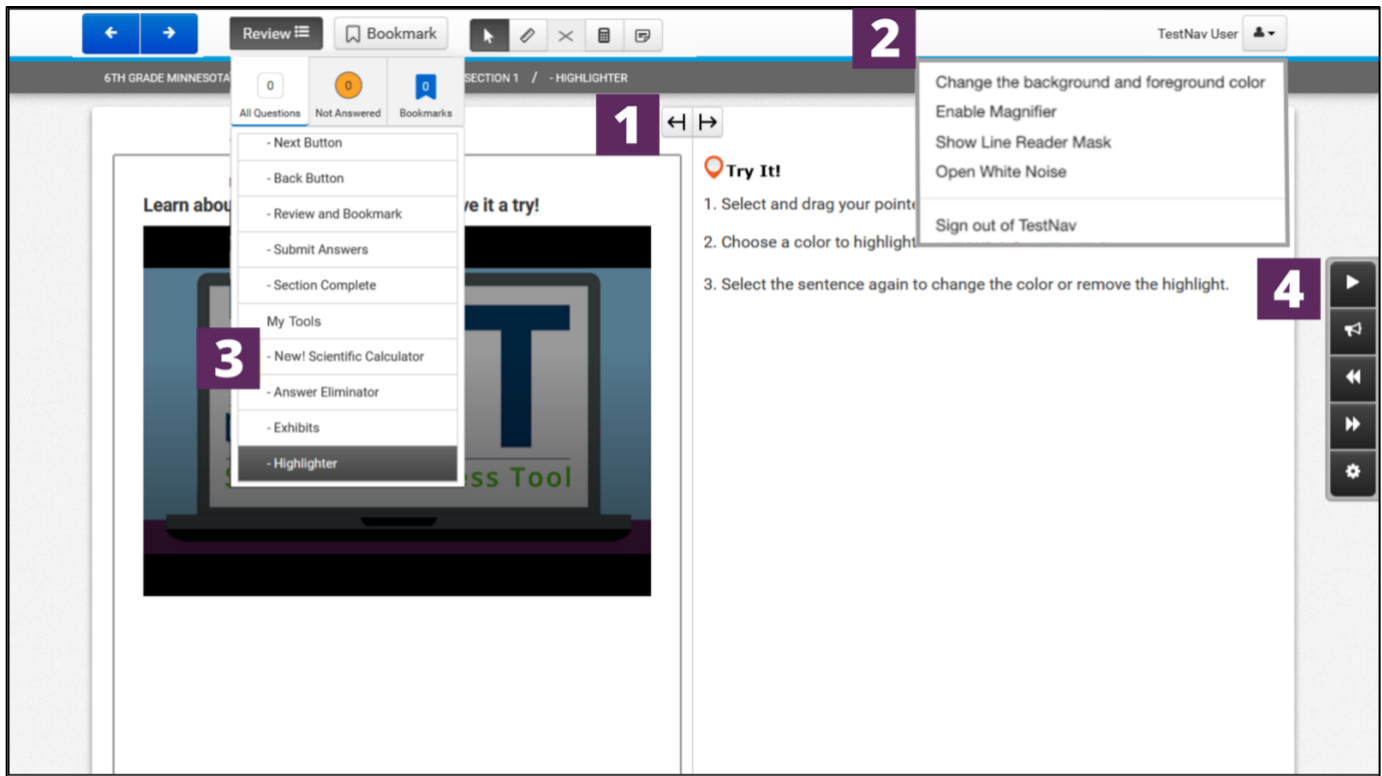 Review
Bookmark
2
TestNav User
6TH GRADE MINNESOTA
SECTION 1 / - HIGHLIGHTER
0
0
0
All Questions
Not Answered
Bookmarks
- Next Button
- Back Button
- Review and Bookmark
- Submit Answers
- Section Complete
My Tools
- New! Scientific Calculator
- Answer Eliminator
- Exhibits
- Highlighter
3
1
Change the background and foreground color
Enable Magnifier
Show Line Reader Mask
Open White Noise
Sign out of TestNav
Learn abou
ve it a try!
T
S
ss Tool
Try It!
1. Select and drag your pointe
2. Choose a color to highlight
3. Select the sentence again to change the color or remove the highlight.
4